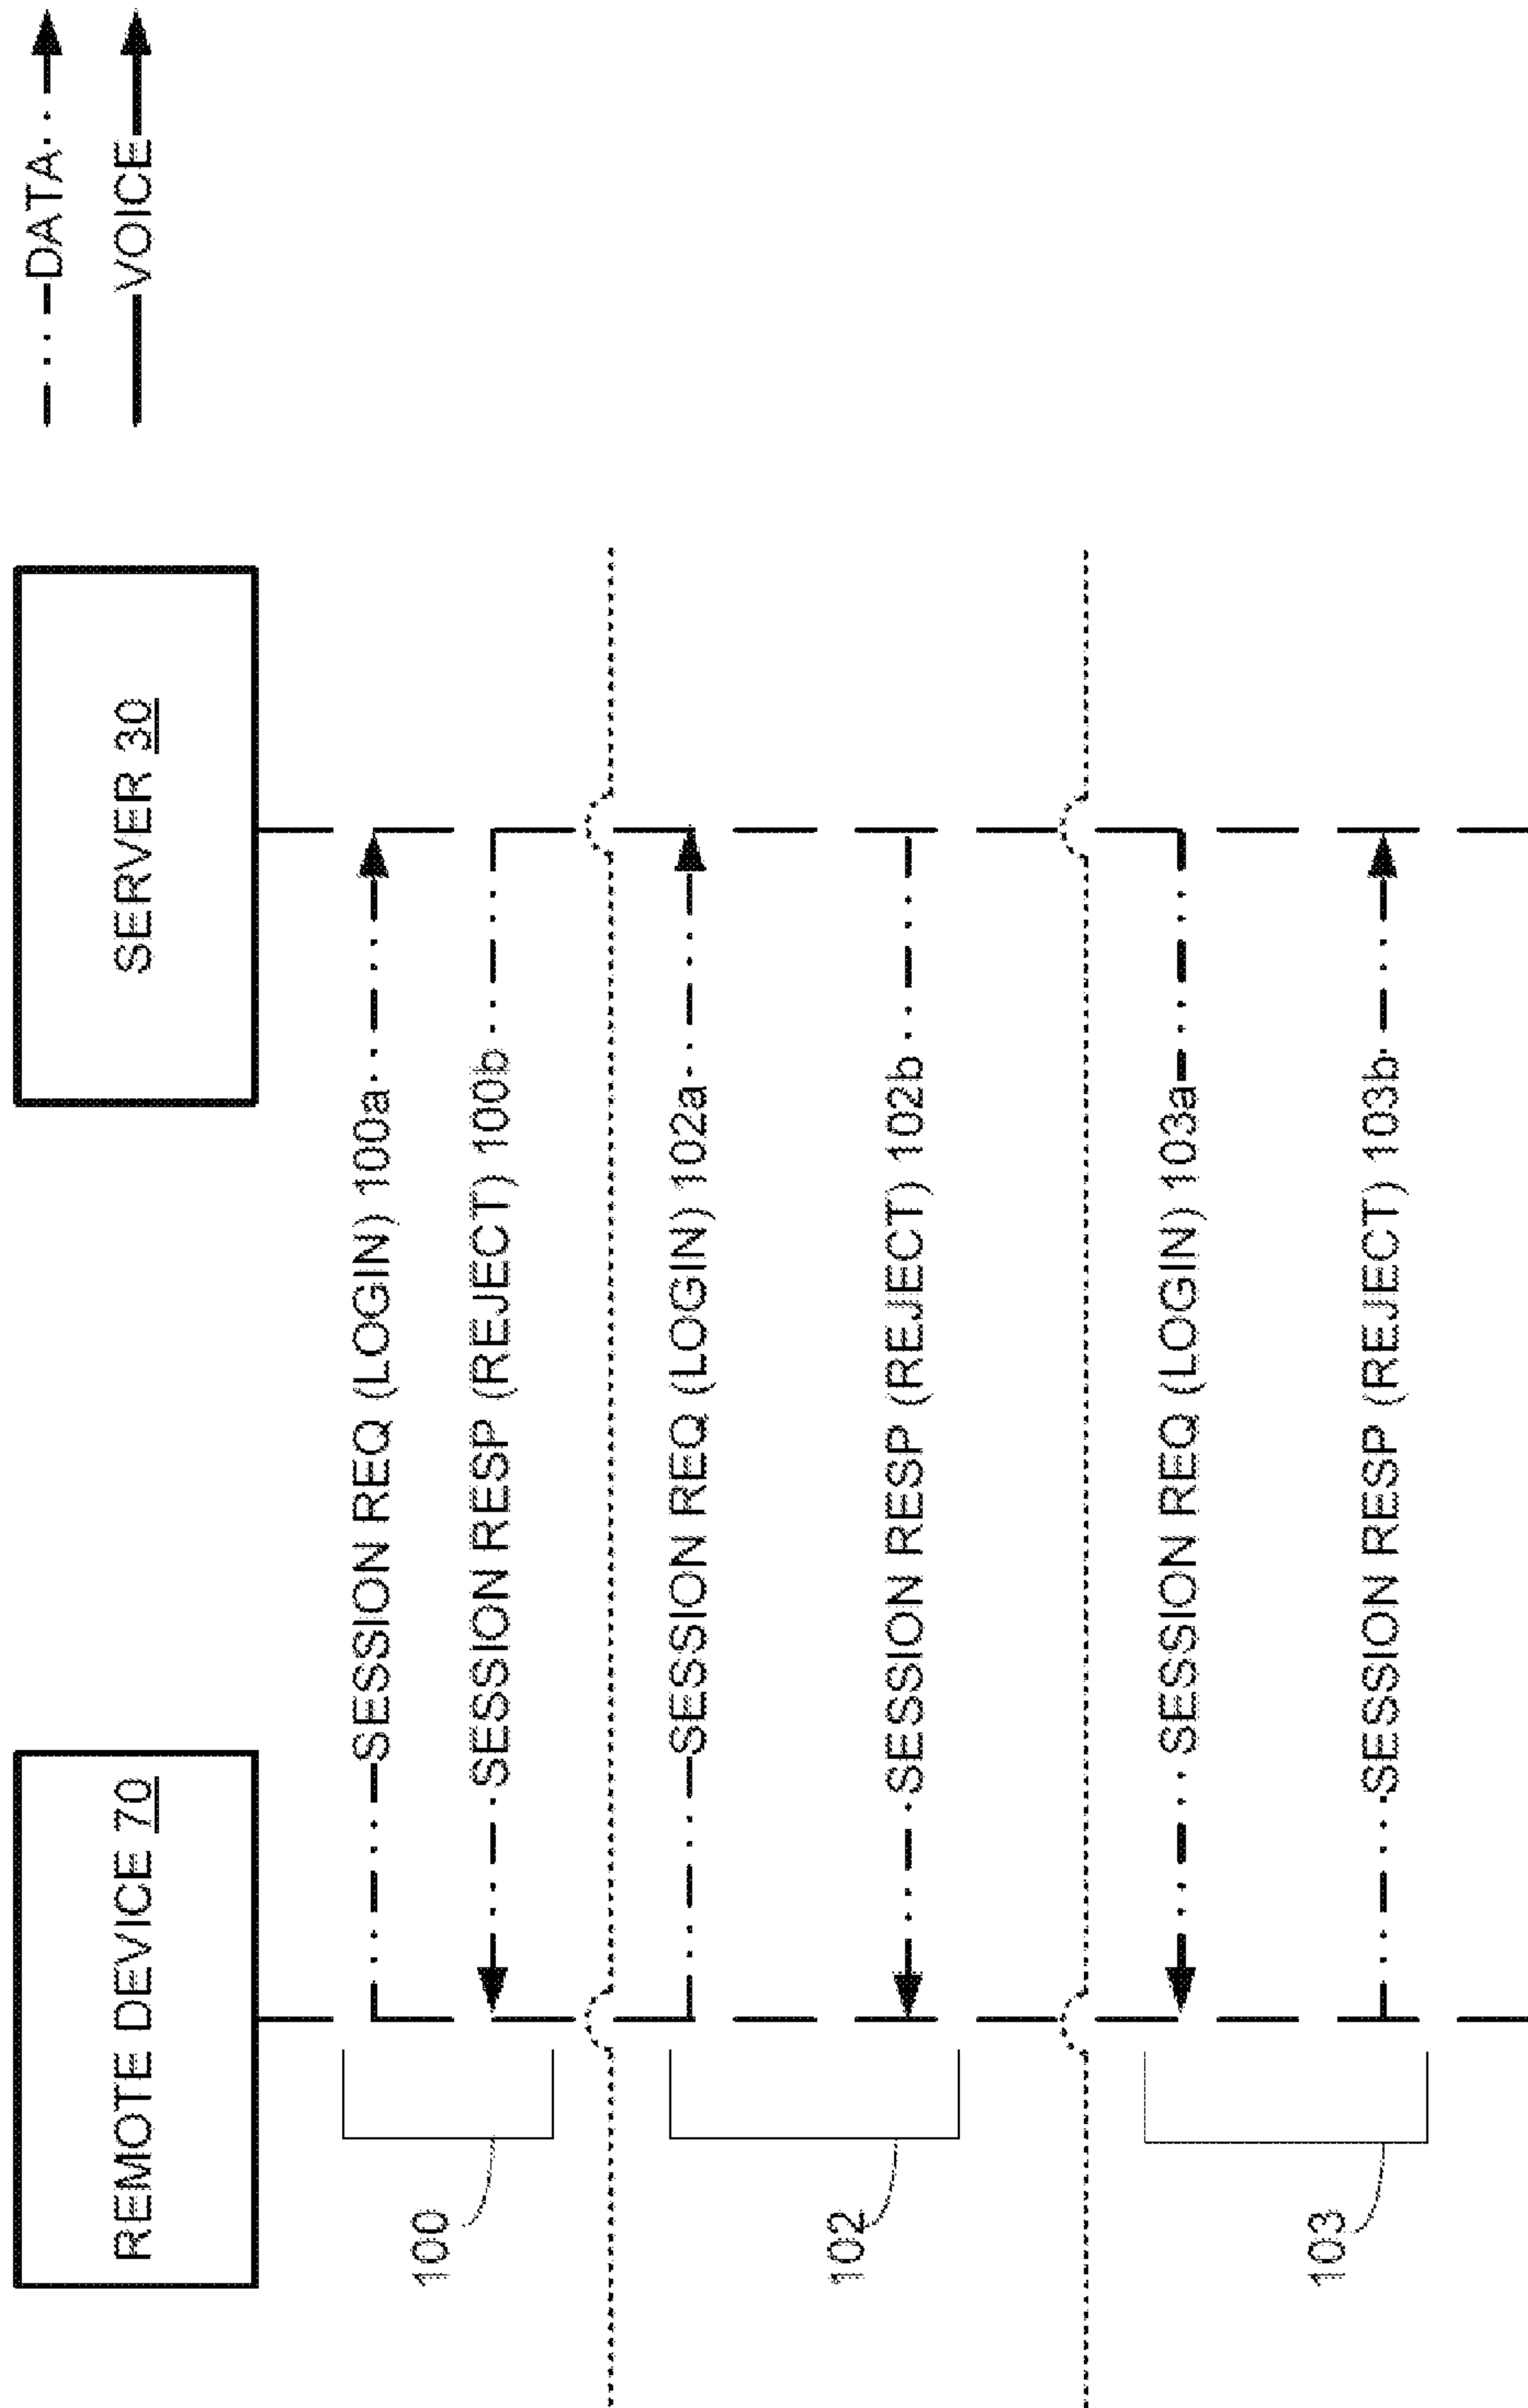 DATA
VOICE
REMOTE DEVICE 70
SERVER 30
100
SESSION REQ (LOGIN) 100a
SESSION RESP (REJECT) 100b
102
SESSION REQ (LOGIN) 102a
SESSION RESP (REJECT) 102b
103
SESSION REQ (LOGIN) 103a
SESSION RESP (REJECT) 103b